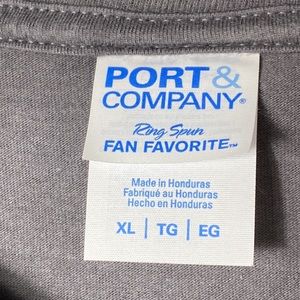 PORT &
COMPANY®
Ring Spun
FAN FAVORITE™
Made in Honduras
Fabriqué au Honduras
Hecho en Honduras
XL | TG | EG